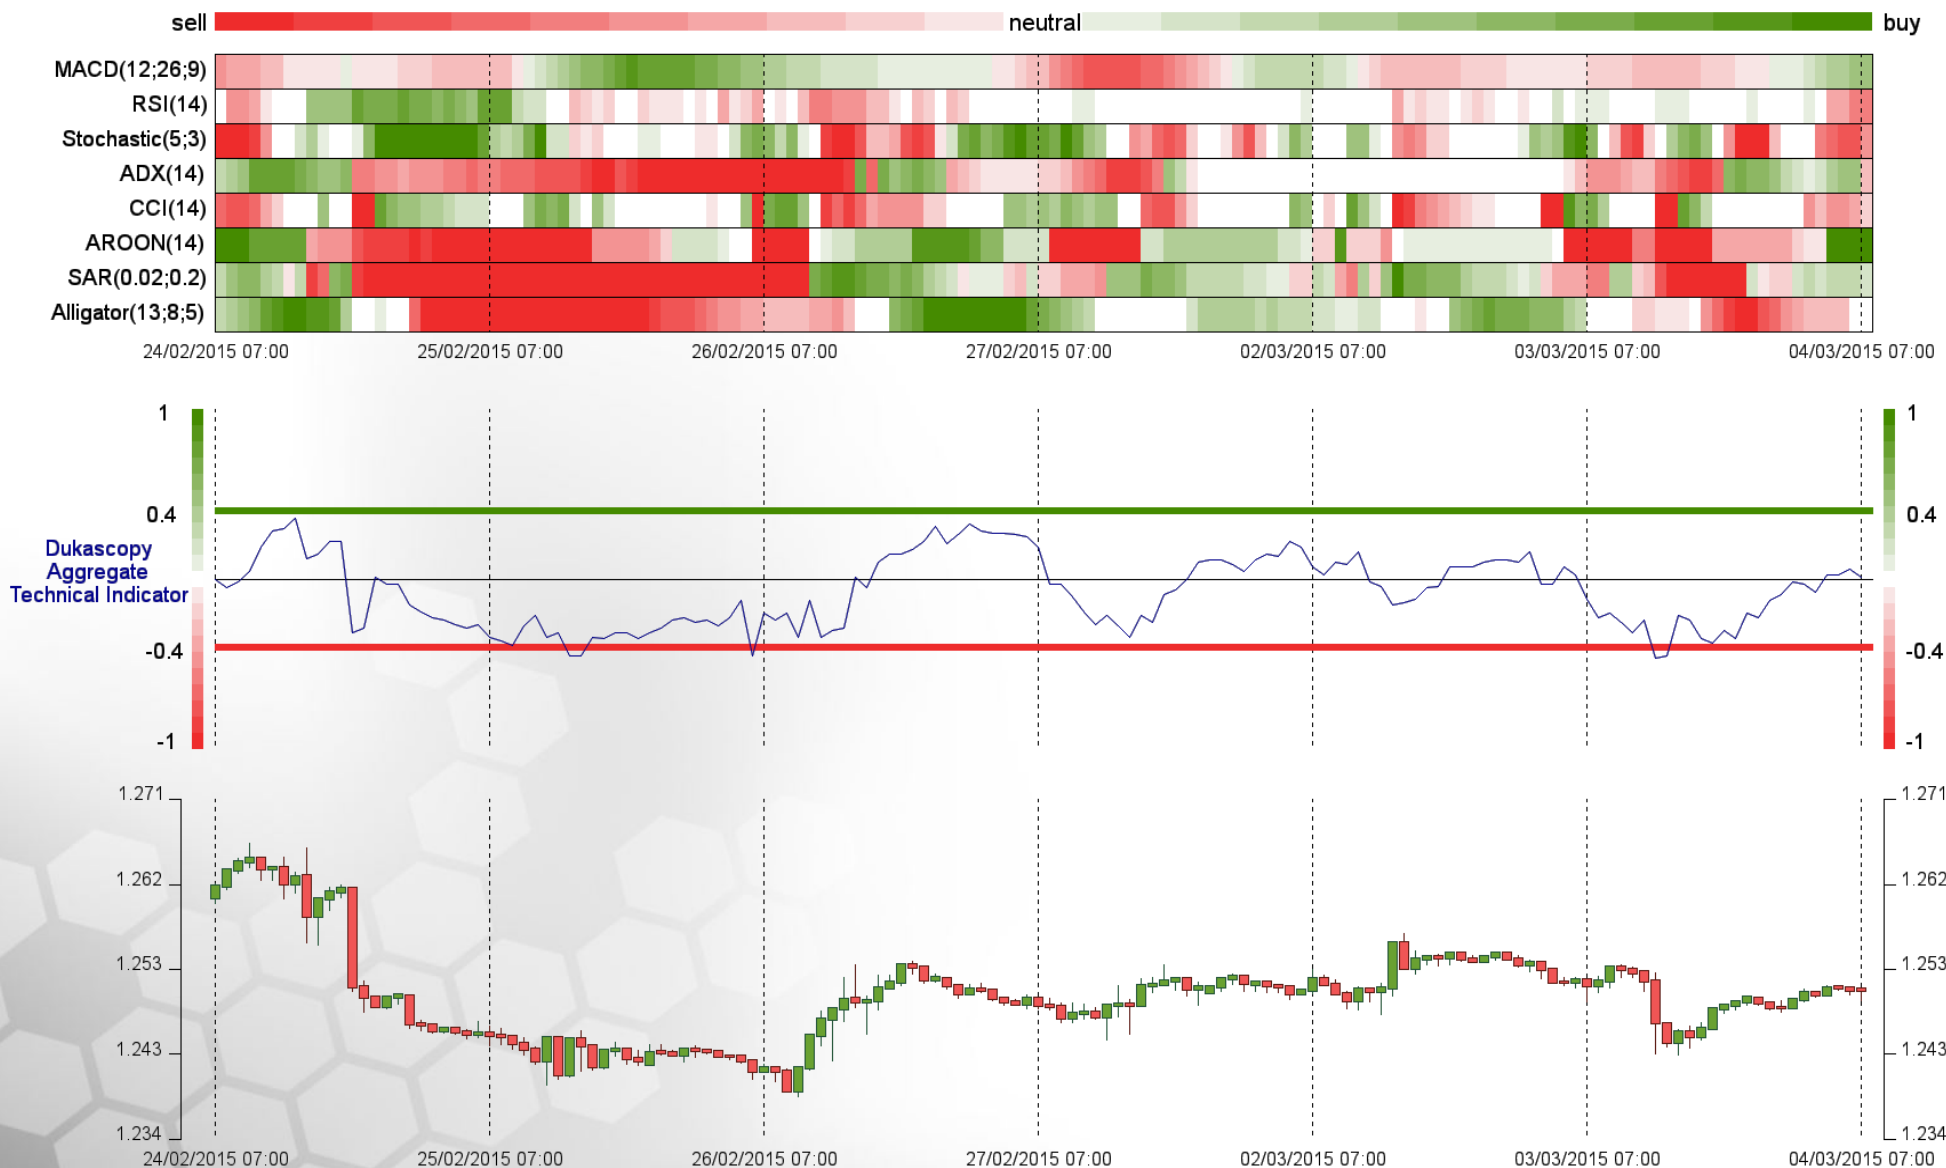 sell neutral buy
MACD(12;26;9)
RSI(14)
Stochastic(5;3)
ADX(14)
CCI(14)
AROON(14)
SAR(0.02;0.2)
Alligator(13;8;5)
24/02/2015 07:00 25/02/2015 07:00 26/02/2015 07:00 27/02/2015 07:00 02/03/2015 07:00 03/03/2015 07:00 04/03/2015 07:00
1 1
0.4 0.4
Dukascopy
Aggregate
Technical Indicator
-0.4 -0.4
-1 -1
1.271 1.271
1.262 1.262
1.253 1.253
1.243 1.243
1.234 1.234
24/02/2015 07:00 25/02/2015 07:00 26/02/2015 07:00 27/02/2015 07:00 02/03/2015 07:00 03/03/2015 07:00 04/03/2015 07:00